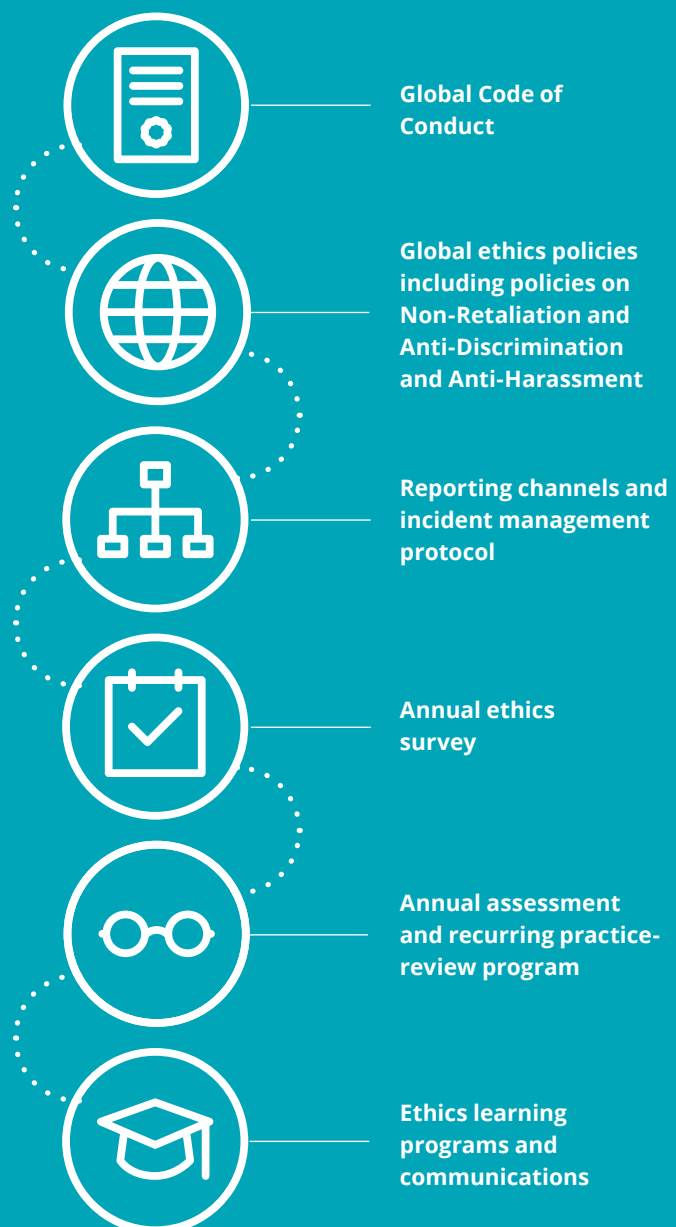 Global Code of
Conduct
Global ethics policies
including policies on
Non-Retaliation and
Anti-Discrimination
and Anti-Harassment
Reporting channels and
incident management
protocol
Annual ethics
survey
Annual assessment
and recurring practice-
review program
Ethics learning
programs and
communications